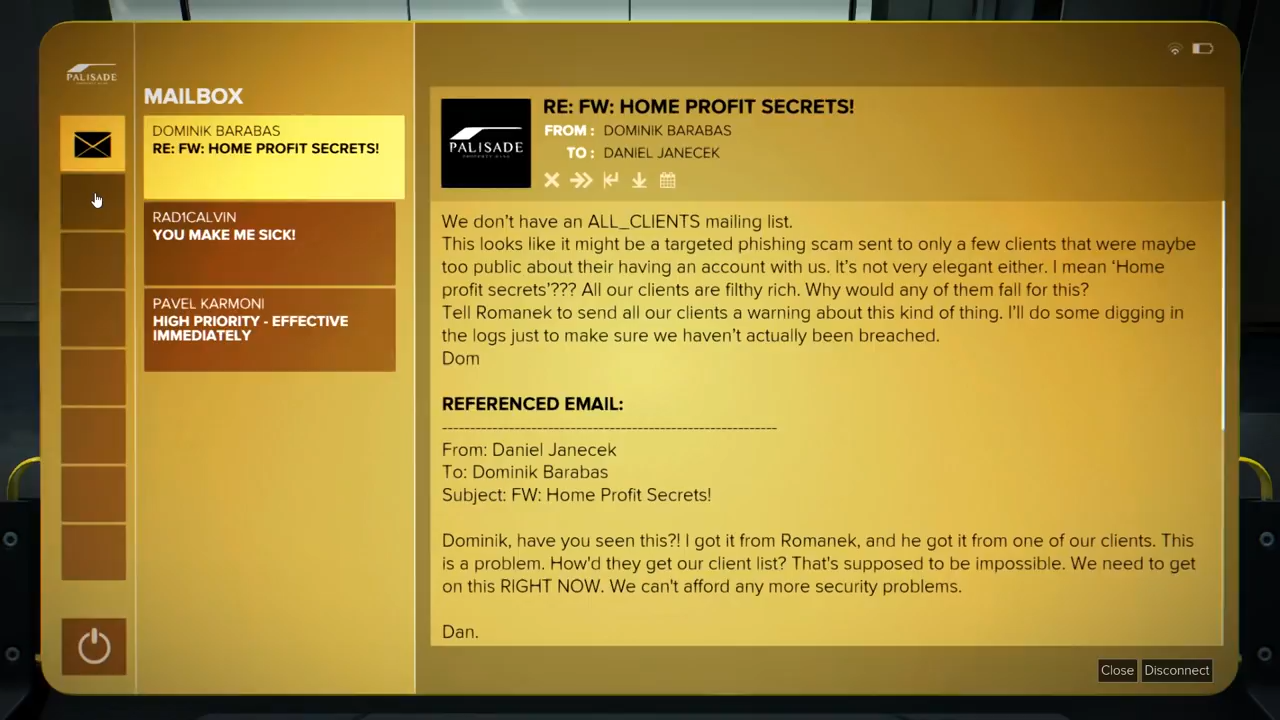 PALISADE
MAILBOX
DOMINIK BARABAS
RE: FW: HOME PROFIT SECRETS!
RAD1CALVIN
YOU MAKE ME SICK!
PAVEL KARMONI
HIGH PRIORITY - EFFECTIVE
IMMEDIATELY
PALISADE
PROPERTY BANK
RE: FW: HOME PROFIT SECRETS!
FROM : DOMINIK BARABAS
TO : DANIEL JANECEK
We don't have an ALL_CLIENTS mailing list.
This looks like it might be a targeted phishing scam sent to only a few clients that were maybe
too public about their having an account with us. It's not very elegant either. I mean ‘Home
profit secrets’??? All our clients are filthy rich. Why would any of them fall for this?
Tell Romanek to send all our clients a warning about this kind of thing. I'll do some digging in
the logs just to make sure we haven't actually been breached.
Dom
REFERENCED EMAIL:
------------------------------------------------------------
From: Daniel Janecek
To: Dominik Barabas
Subject: FW: Home Profit Secrets!
Dominik, have you seen this?! I got it from Romanek, and he got it from one of our clients. This
is a problem. How'd they get our client list? That's supposed to be impossible. We need to get
on this RIGHT NOW. We can't afford any more security problems.
Dan.
Close Disconnect